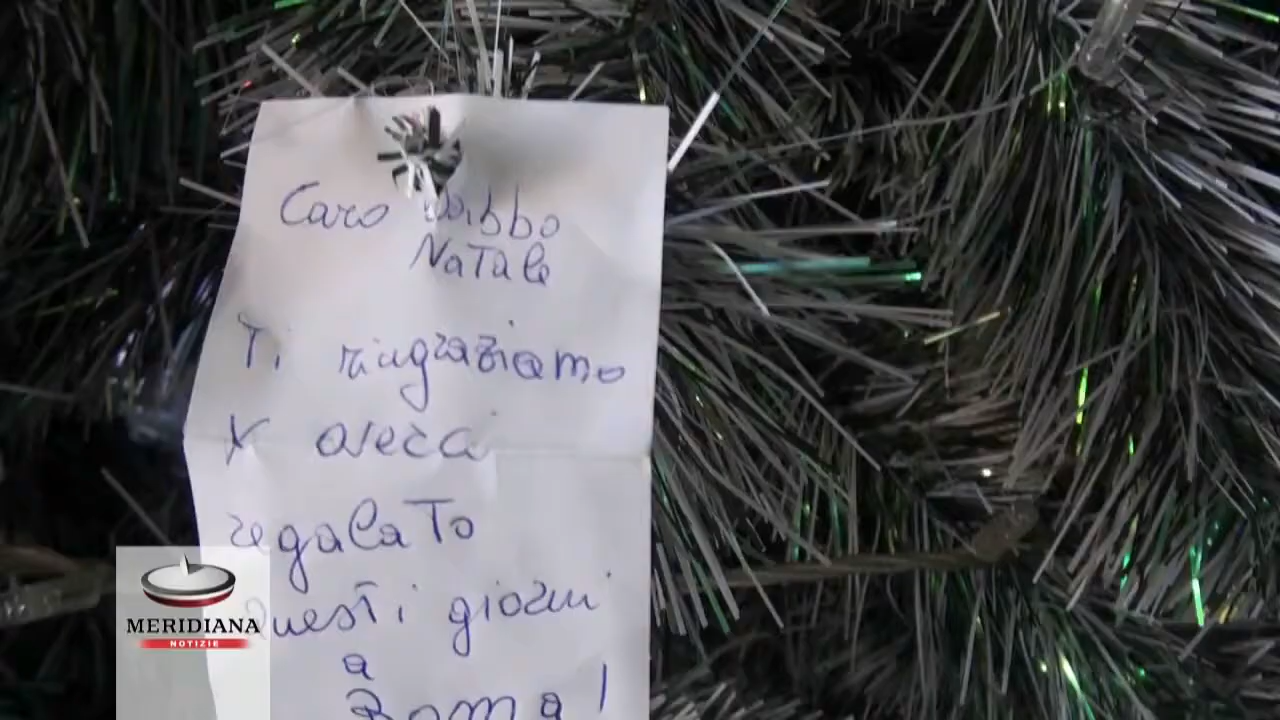 Caro Babbo
Natale
Ti ringraziamo
X averci
regalato
questi giorni
a
Roma!
MERIDIANA
NOTIZIE